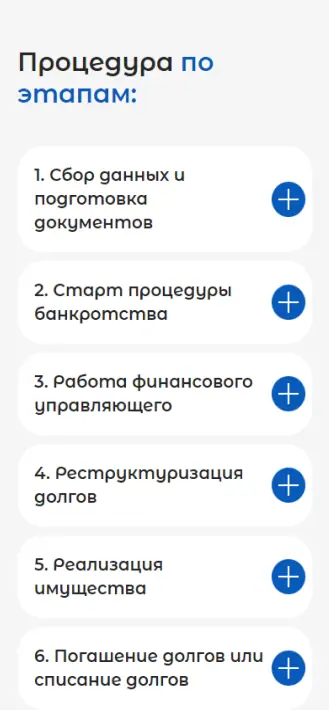 Процедура по
этапам:
1. Сбор данных и
подготовка
документов
2. Старт процедуры
банкротства
3. Работа финансового
управляющего
4. Реструктуризация
долгов
5. Реализация
имущества
6. Погашение долгов или
списание долгов